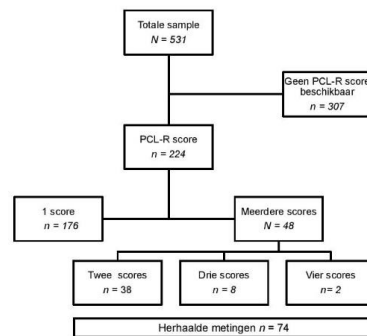 Totale sample
N = 531
Geen PCL-R score
beschikbaar
n = 307
PCL-R score
n = 224
1 score
n = 176
Meerdere scores
N = 48
Twee scores
n = 38
Drie scores
n = 8
Vier scores
n= 2
Herhaalde metingen n = 74